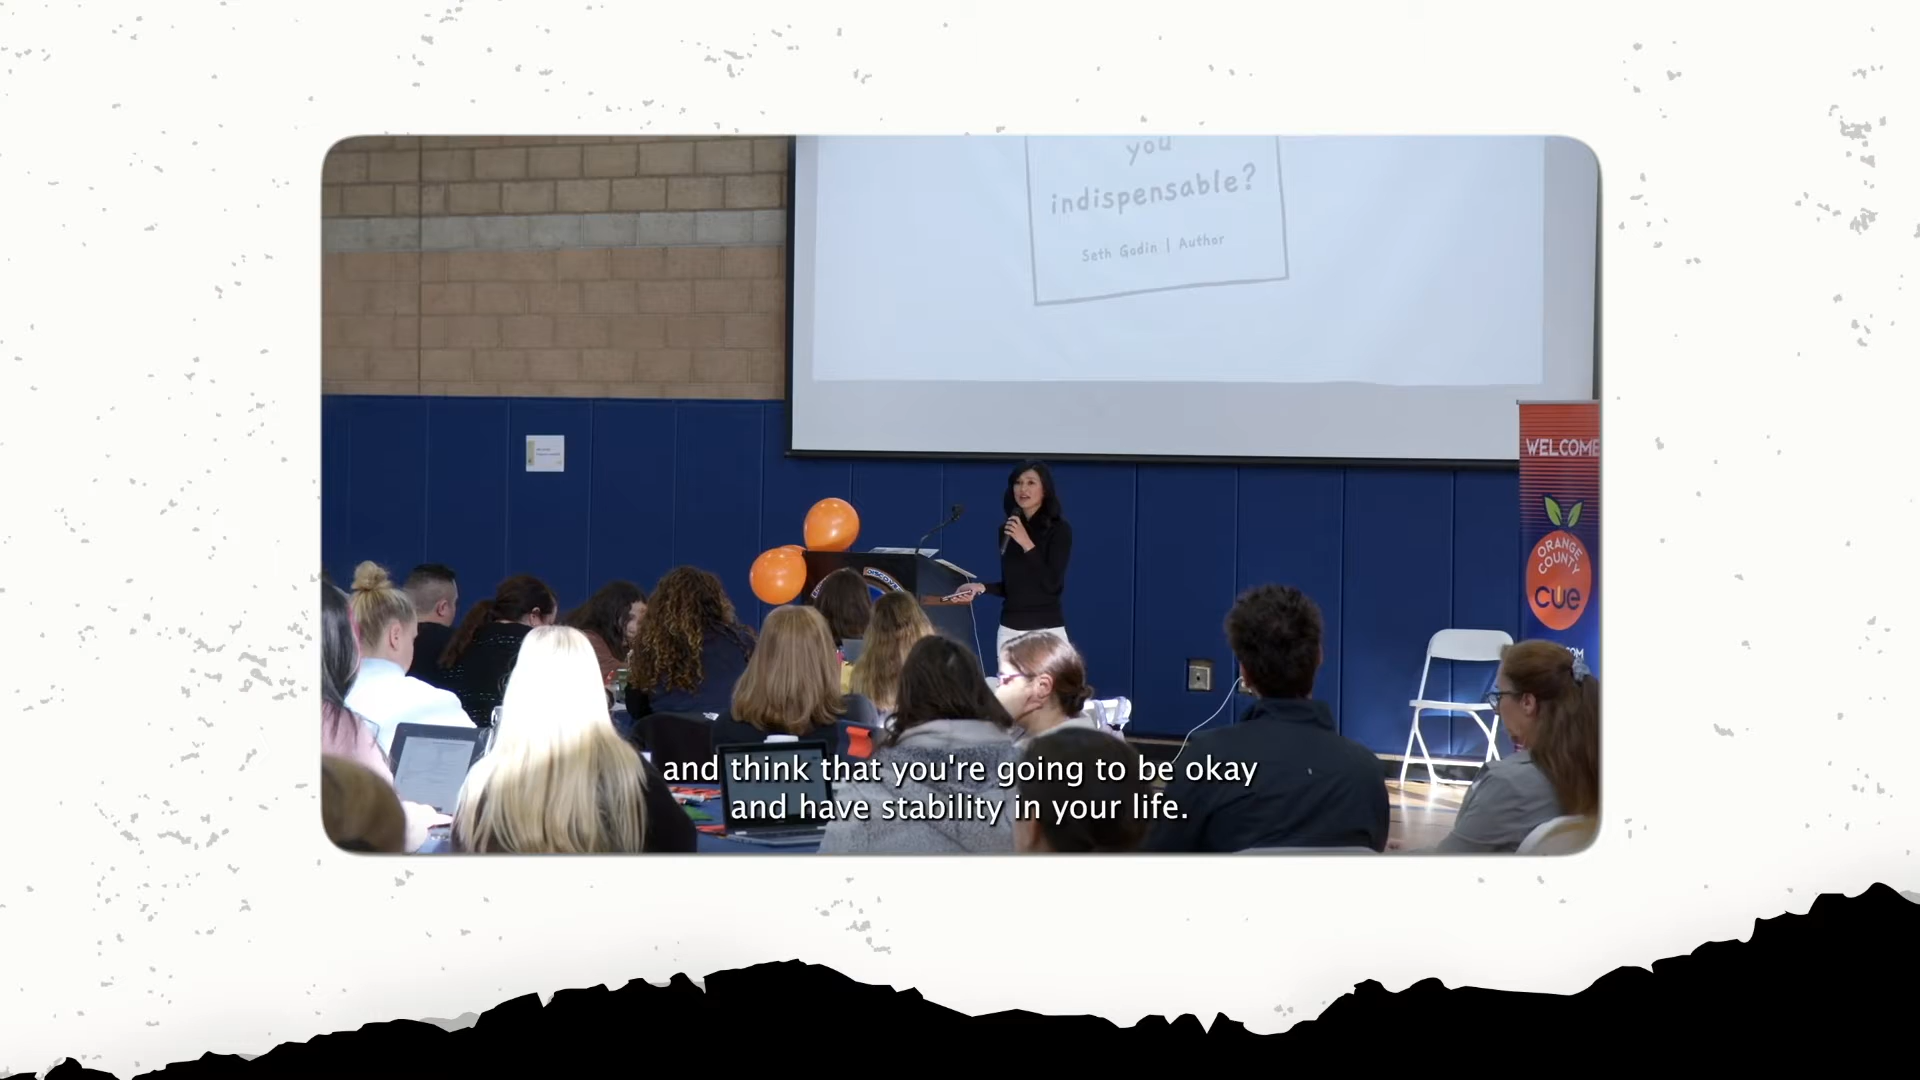 you
indispensable?
Seth Godin | Author
WELCOME
ORANGE
COUNTY
CUE
and think that you're going to be okay
and have stability in your life.